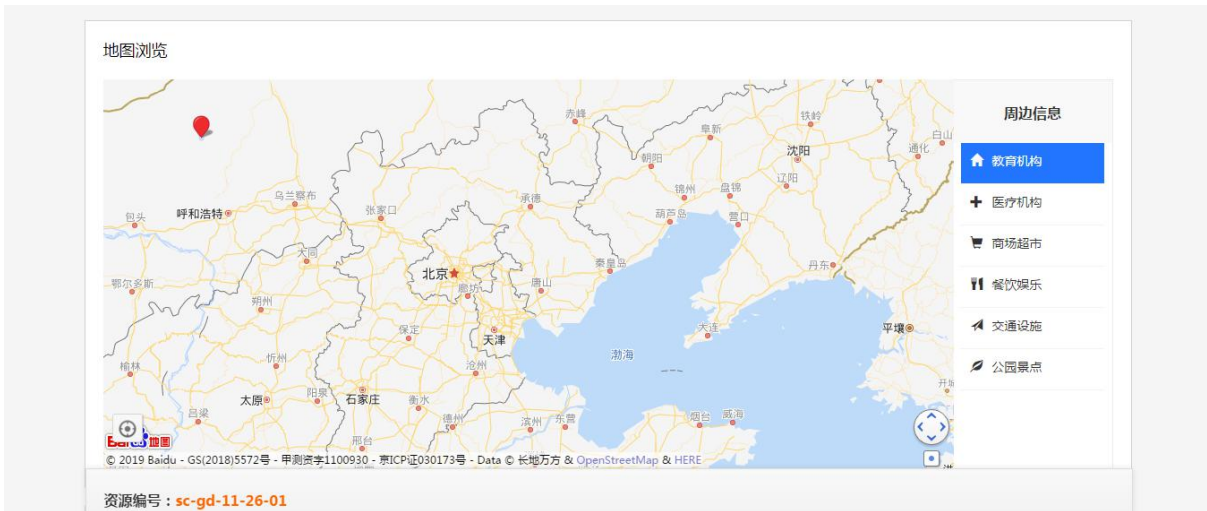 地图浏览
周边信息
教育机构
医疗机构
商场超市
餐饮娱乐
交通设施
公园景点
赤峰
铁岭
阜新
白山
通化
沈阳
朝阳
辽阳
锦州
盘锦
乌兰察布
承德
包头
呼和浩特
张家口
葫芦岛
营口
大同
北京
秦皇岛
丹东
鄂尔多斯
廊坊
唐山
朔州
保定
天津
大连
平壤
渤海
榆林
忻州
沧州
太原
阳泉
石家庄
衡水
吕梁
德州
滨州
东营
烟台
威海
邢台
地图
© 2019 Baidu - GS(2018)5572号 - 甲测资字1100930 - 京ICP证030173号 - Data © 长地万方 & OpenStreetMap & HERE
资源编号：sc-gd-11-26-01